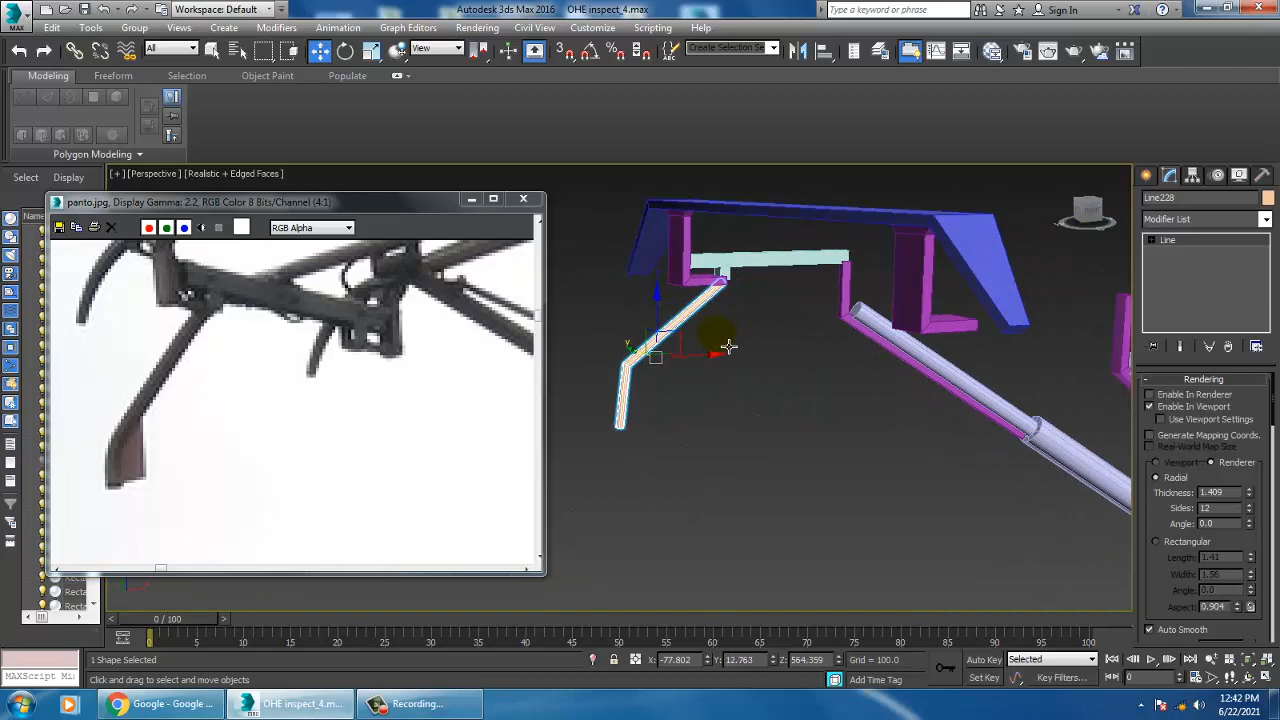 MAX
Workspace: Default
Autodesk 3ds Max 2016
OHE inspect_4.max
Type a keyword or phrase
Sign In
Edit
Tools
Group
Views
Create
Modifiers
Animation
Graph Editors
Rendering
Civil View
Customize
Scripting
Help
All
View
Create Selection Se
Modeling
Freeform
Selection
Object Paint
Populate
Polygon Modeling
Select
Display
[+] [Perspective] [Realistic + Edged Faces]
panto.jpg, Display Gamma: 2.2, RGB Color 8 Bits/Channel (4:1)
RGB Alpha
Name
Recta
Recta
Recta
Line228
Modifier List
Line
Rendering
Enable In Renderer
Enable In Viewport
Use Viewport Settings
Generate Mapping Coords.
Real-World Map Size
Viewport
Renderer
Radial
Thickness: 1.409
Sides: 12
Angle: 0.0
Rectangular
Length: 1.41
Width: 1.56
Angle: 0.0
Aspect: 0.904
Auto Smooth
0 / 100
0 5 10 15 20 25 30 35 40 45 50 55 60 65 70 75 80 85 90 95 100
1 Shape Selected
X: -77.802
Y: 12.763
Z: 564.359
Grid = 100.0
Auto Key
Selected
MAXScript Mi
Click and drag to select and move objects
Add Time Tag
Set Key
Key Filters...
0
Google - Google ...
OHE inspect_4.m...
Recording...
12:42 PM
6/22/2021